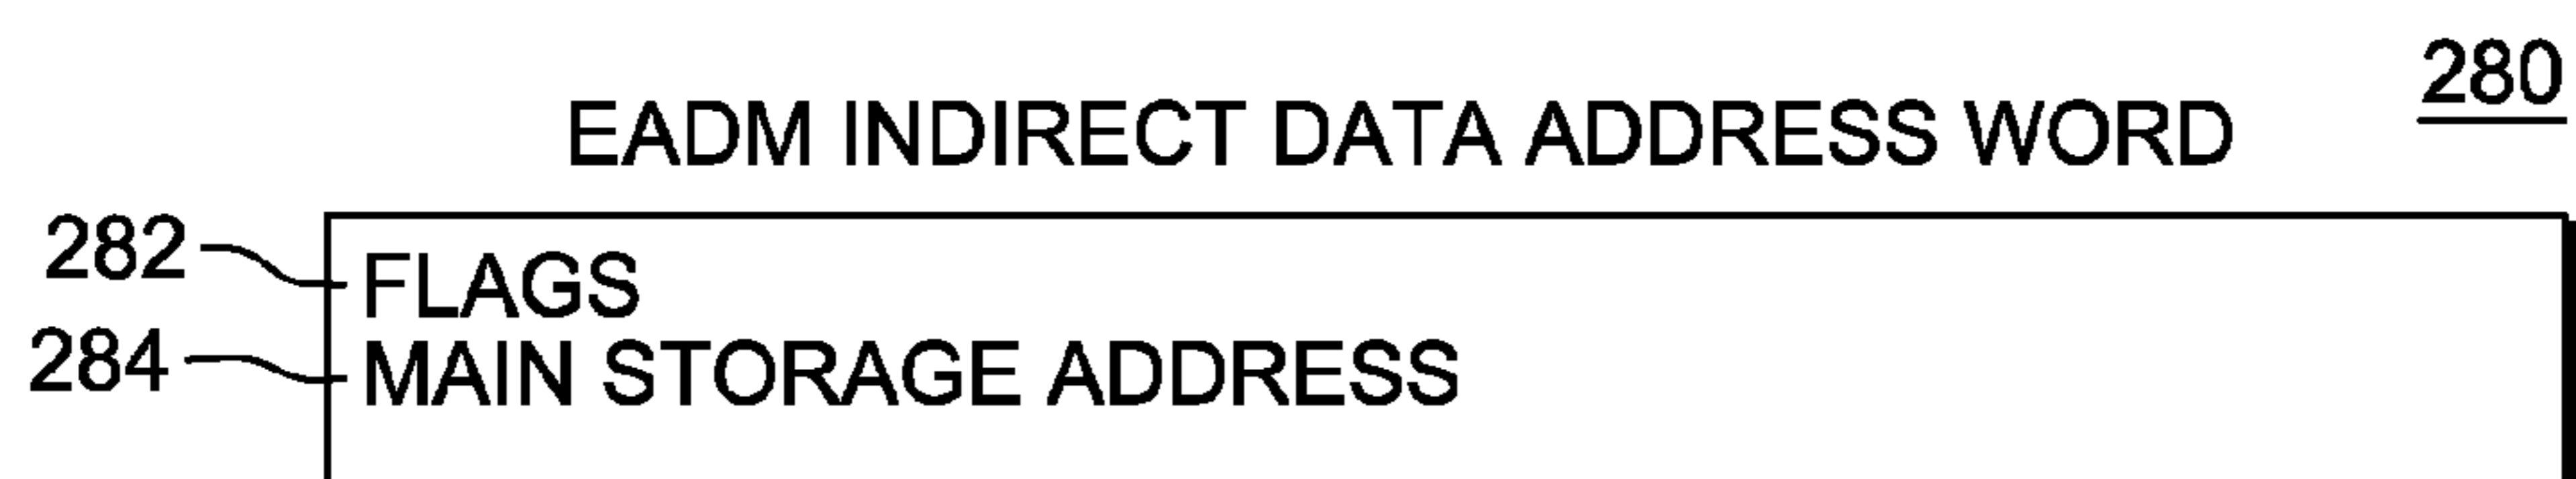 280
EADM INDIRECT DATA ADDRESS WORD
282 FLAGS
284 MAIN STORAGE ADDRESS